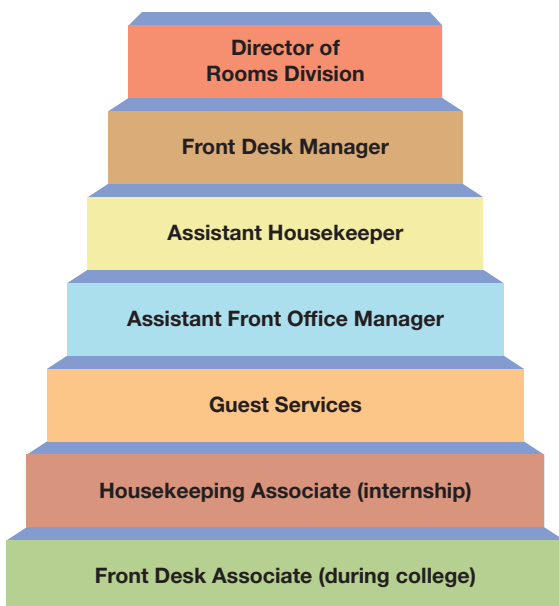 Director of
Rooms Division
Front Desk Manager
Assistant Housekeeper
Assistant Front Office Manager
Guest Services
Housekeeping Associate (internship)
Front Desk Associate (during college)